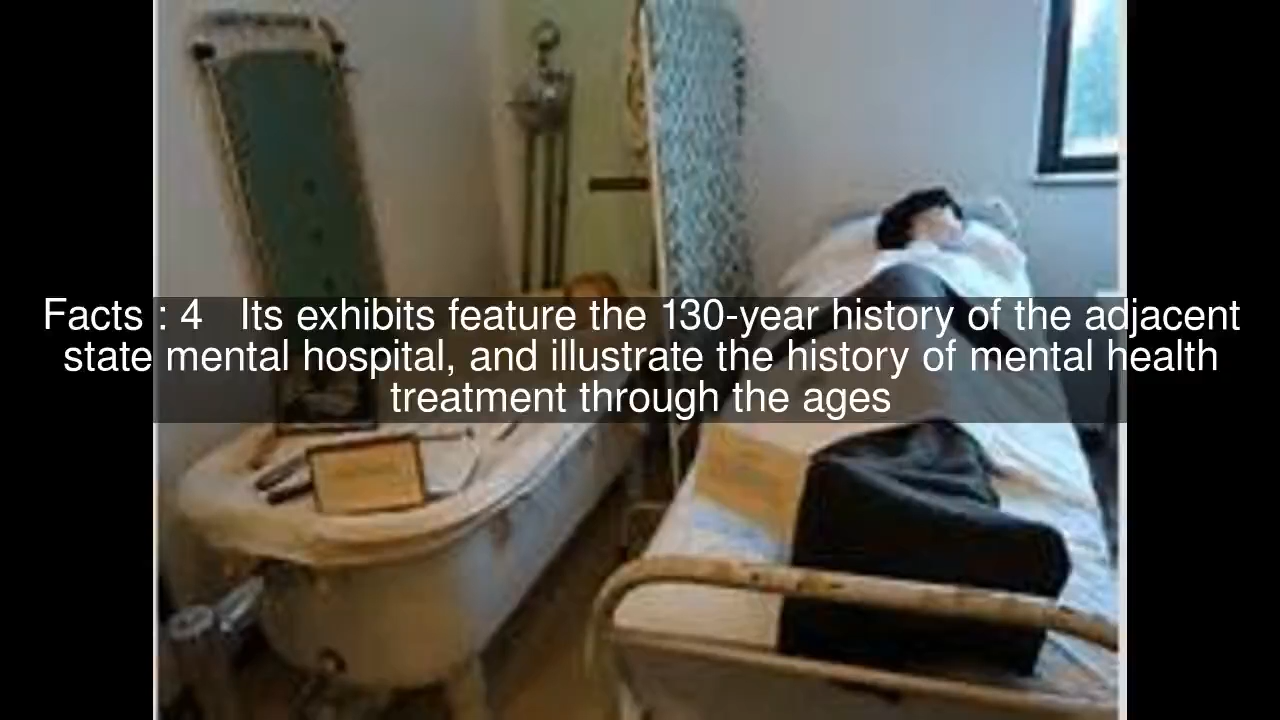 Facts : 4 Its exhibits feature the 130-year history of the adjacent
state mental hospital, and illustrate the history of mental health
treatment through the ages